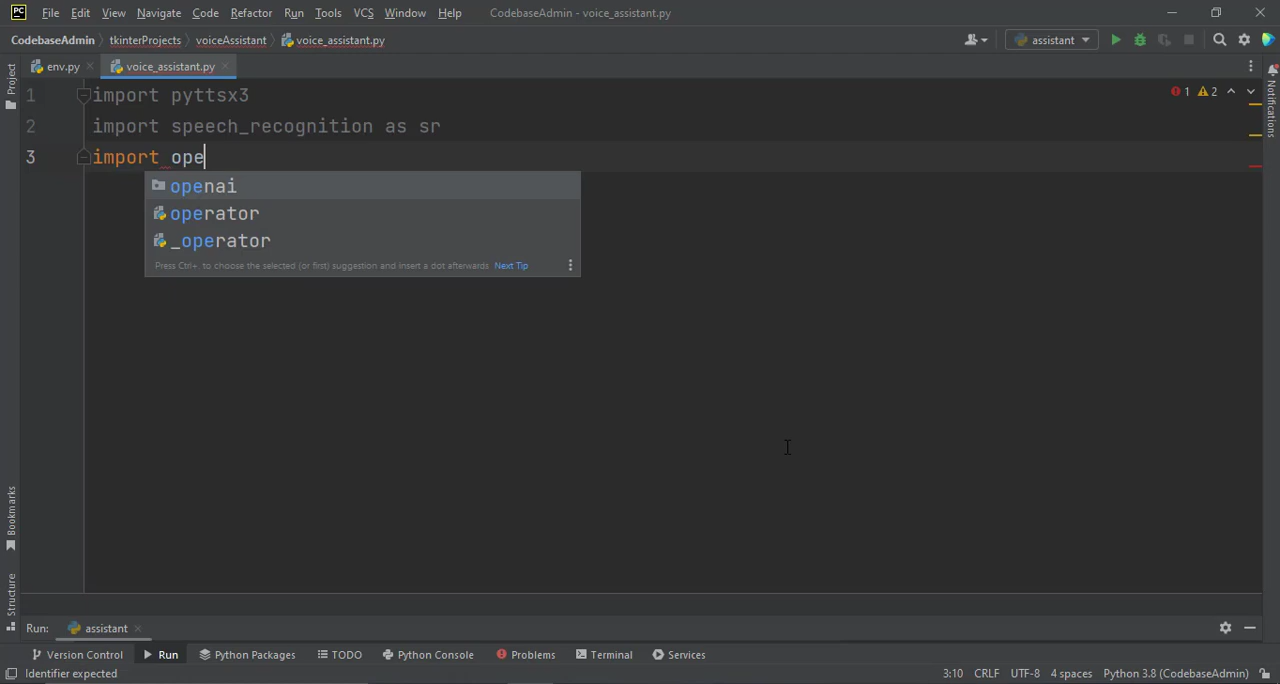 PC File Edit View Navigate Code Refactor Run Tools VCS Window Help CodebaseAdmin - voice_assistant.py
CodebaseAdmin tkinterProjects voiceAssistant voice_assistant.py assistant
Project
env.py voice_assistant.py
Notifications
1 import pyttsx3
1 2
2 import speech_recognition as sr
3 import ope
openai
operator
_operator
Press Ctrl+. to choose the selected (or first) suggestion and insert a dot afterwards Next Tip
Bookmarks
Structure
Run: assistant
Version Control Run Python Packages TODO Python Console Problems Terminal Services
Identifier expected 3:10 CRLF UTF-8 4 spaces Python 3.8 (CodebaseAdmin)